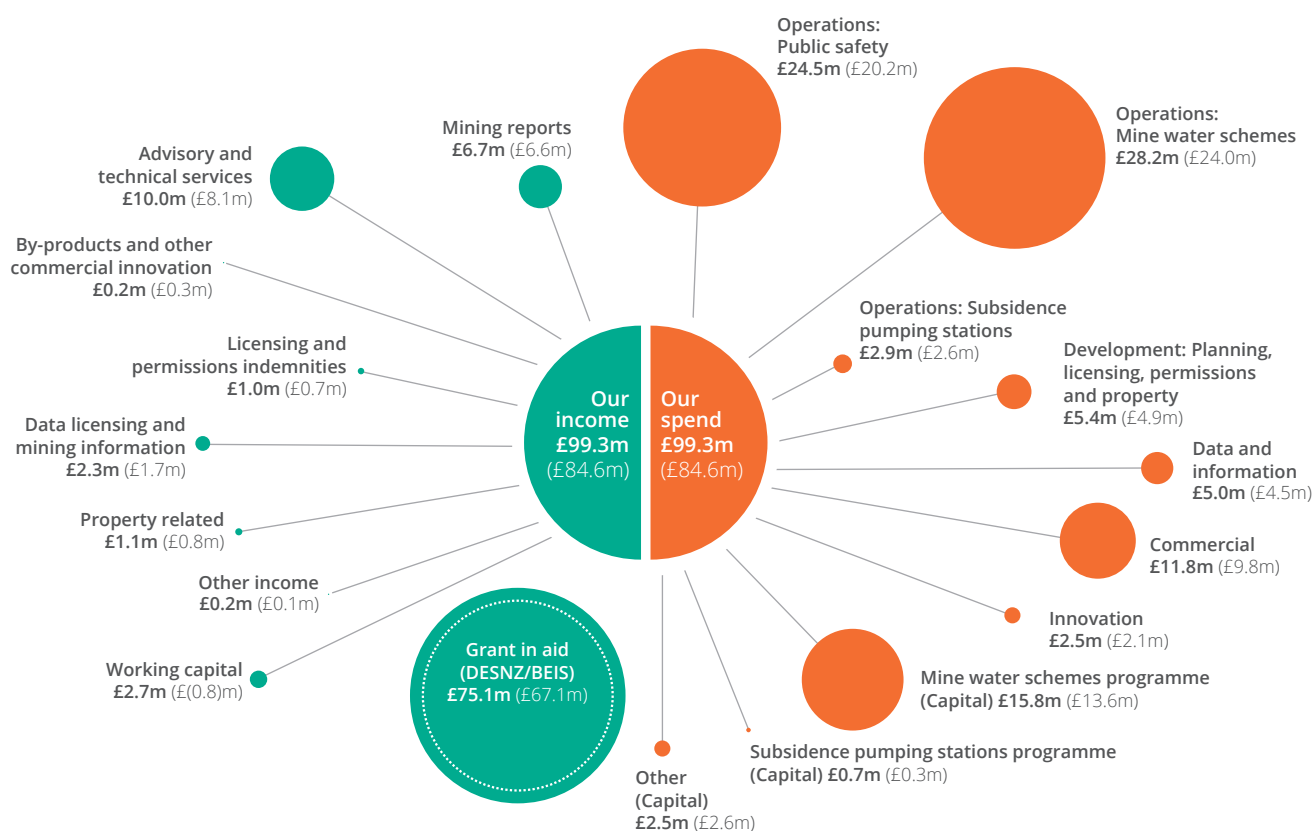 Operations:
Public safety
£24.5m (£20.2m)
Operations:
Mine water schemes
£28.2m (£24.0m)
Mining reports
£6.7m (£6.6m)
Advisory and
technical services
£10.0m (£8.1m)
By-products and other
commercial innovation
£0.2m (£0.3m)
Licensing and
permissions indemnities
£1.0m (£0.7m)
Data licensing and
mining information
£2.3m (£1.7m)
Property related
£1.1m (£0.8m)
Other income
£0.2m (£0.1m)
Working capital
£2.7m (£(0.8)m)
Grant in aid
(DESNZ/BEIS)
£75.1m (£67.1m)
Our
income
£99.3m
(£84.6m)
Our
spend
£99.3m
(£84.6m)
Operations: Subsidence
pumping stations
£2.9m (£2.6m)
Development: Planning,
licensing, permissions
and property
£5.4m (£4.9m)
Data and
information
£5.0m (£4.5m)
Commercial
£11.8m (£9.8m)
Innovation
£2.5m (£2.1m)
Mine water schemes programme
(Capital) £15.8m (£13.6m)
Subsidence pumping stations programme
(Capital) £0.7m (£0.3m)
Other
(Capital)
£2.5m (£2.6m)